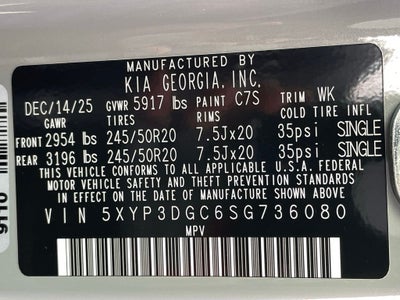 MANUFACTURED BY
KIA GEORGIA, INC.
DEC/14/25 GVWR 5917 lbs PAINT C7S TRIM WK
GAWR TIRES RIMS COLD TIRE INFL
FRONT 2954 lbs 245/50R20 7.5Jx20 35psi SINGLE
REAR 3196 lbs 245/50R20 7.5Jx20 35psi SINGLE
THIS VEHICLE CONFORMS TO ALL APPLICABLE U.S.A. FEDERAL
MOTOR VEHICLE SAFETY AND THEFT PREVENTION STANDARDS
IN EFFECT ON THE DATE OF MANUFACTURE SHOWN ABOVE.
VIN 5XYP3DGC6SG736080
MPV